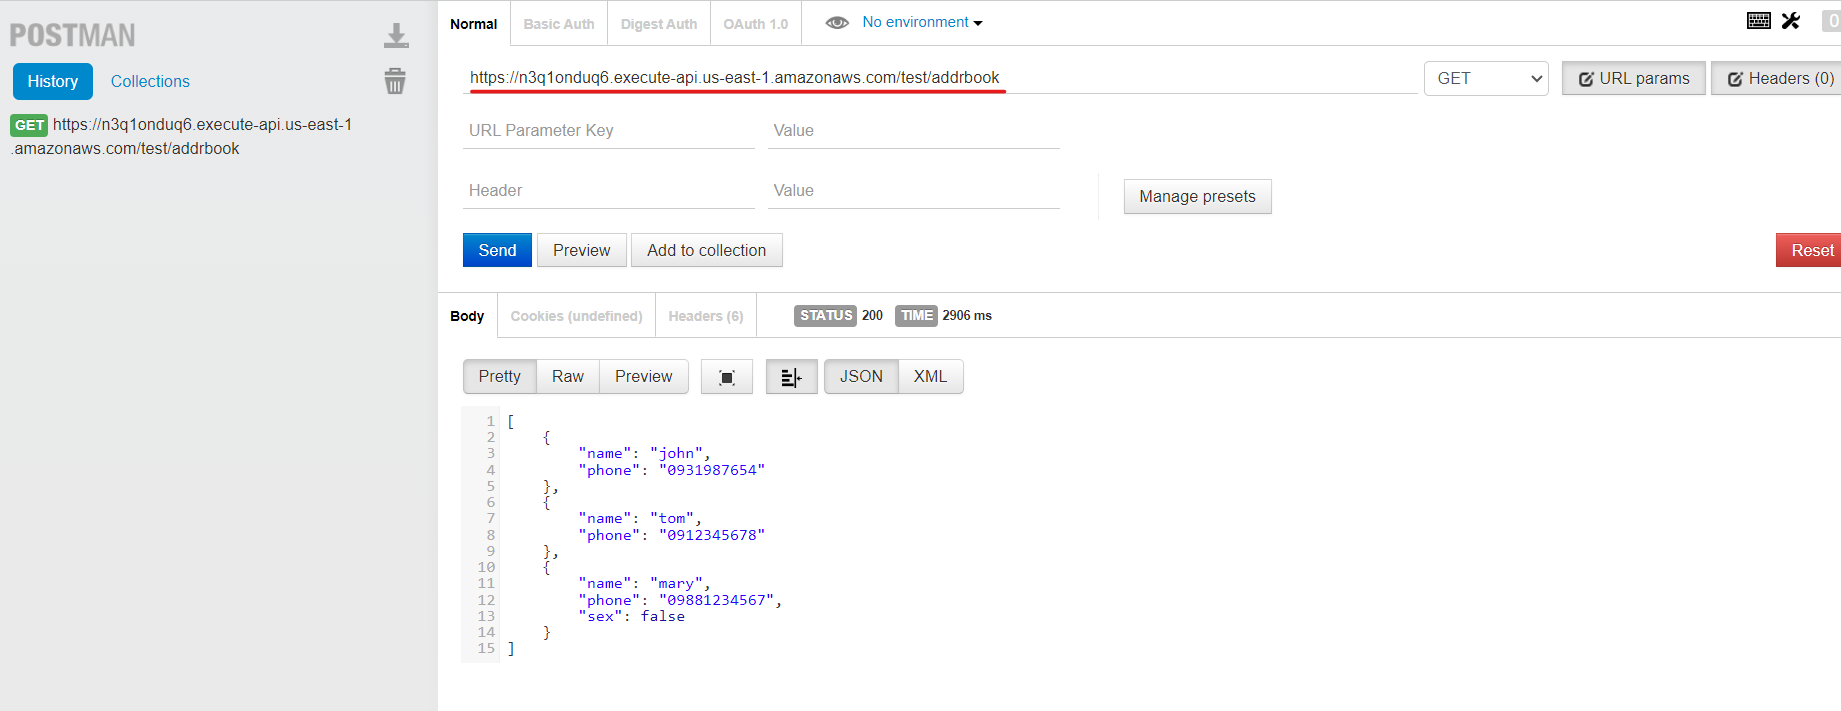 POSTMAN
History Collections
GET https://n3q1onduq6.execute-api.us-east-1
.amazonaws.com/test/addrbook
Normal Basic Auth Digest Auth OAuth 1.0 No environment 0
https://n3q1onduq6.execute-api.us-east-1.amazonaws.com/test/addrbook GET URL params Headers (0)
URL Parameter Key Value
Header Value Manage presets
Send Preview Add to collection Reset
Body Cookies (undefined) Headers (6) STATUS 200 TIME 2906 ms
Pretty Raw Preview JSON XML
1 [
2 {
3 "name": "john",
4 "phone": "0931987654"
5 },
6 {
7 "name": "tom",
8 "phone": "0912345678"
9 },
10 {
11 "name": "mary",
12 "phone": "09881234567",
13 "sex": false
14 }
15 ]